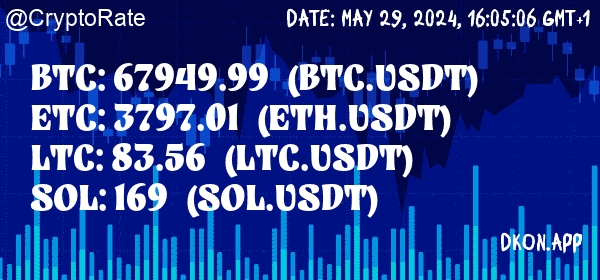 @CryptoRate
DATE: MAY 29, 2024, 16:05:06 GMT+1
BTC: 67949.99 (BTC.USDT)
ETC: 3797.01 (ETH.USDT)
LTC: 83.56 (LTC.USDT)
SOL: 169 (SOL.USDT)
DKON.APP